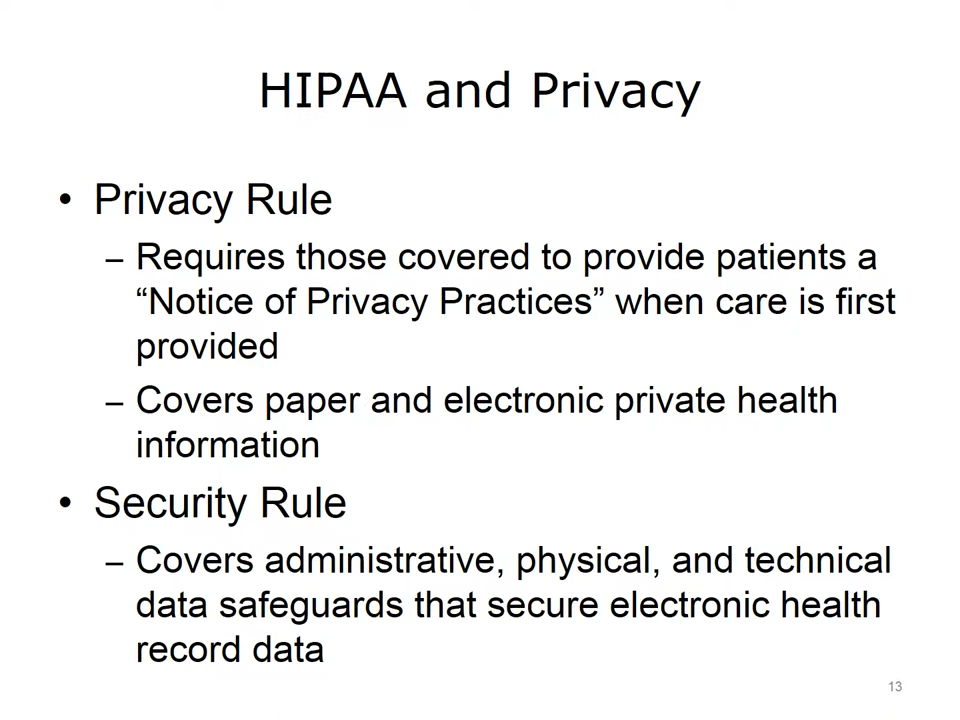 HIPAA and Privacy
• Privacy Rule
– Requires those covered to provide patients a
“Notice of Privacy Practices” when care is first
provided
– Covers paper and electronic private health
information
• Security Rule
– Covers administrative, physical, and technical
data safeguards that secure electronic health
record data
13